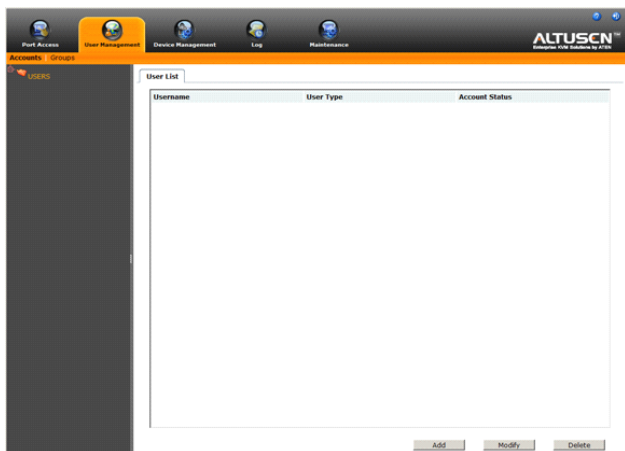 Port Access User Management Device Management Log Maintenance
ALTUSEN™
Enterprise KVM Solutions by ATEN
Accounts Groups
USERS
User List
Username User Type Account Status
Add Modify Delete